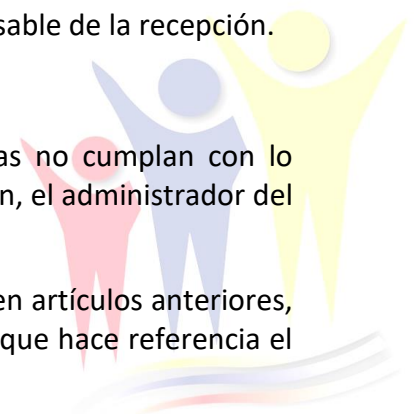 sable de la recepción.
as no cumplan con lo
n, el administrador del
en artículos anteriores,
que hace referencia el